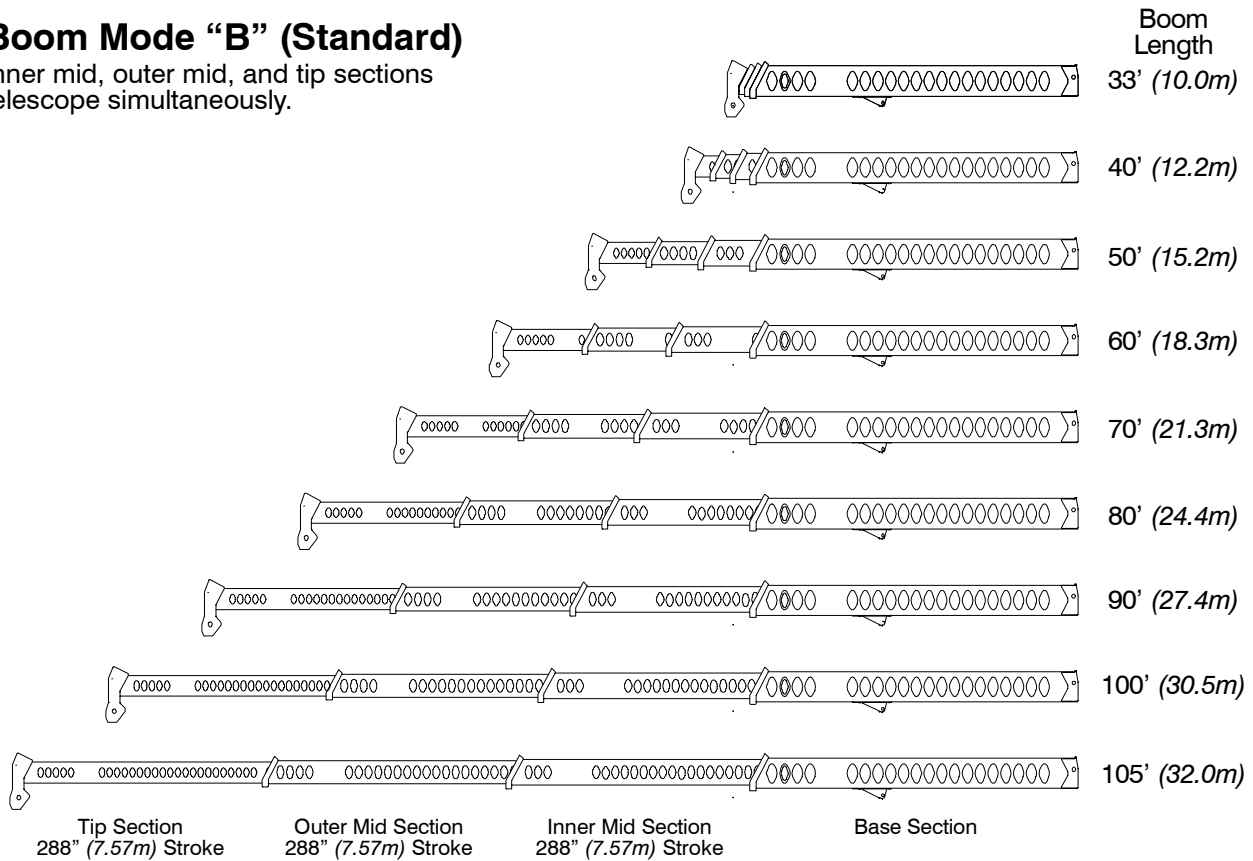 Boom Mode “B” (Standard)
nner mid, outer mid, and tip sections
elescope simultaneously.
Boom
Length
33’ (10.0m)
40’ (12.2m)
50’ (15.2m)
60’ (18.3m)
70’ (21.3m)
80’ (24.4m)
90’ (27.4m)
100’ (30.5m)
105’ (32.0m)
Tip Section
288” (7.57m) Stroke
Outer Mid Section
288” (7.57m) Stroke
Inner Mid Section
288” (7.57m) Stroke
Base Section